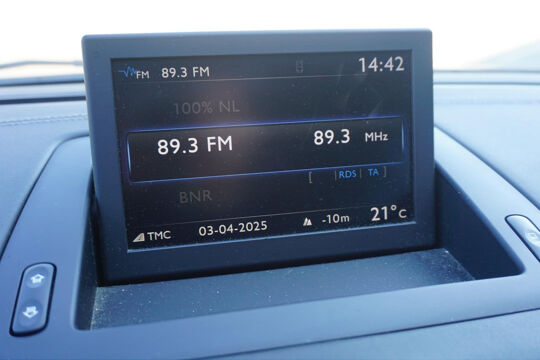 FM 89.3 FM 14:42
100% NL
89.3 FM 89.3 MHz
[ | RDS | TA ]
BNR
TMC 03-04-2025 -10m 21°C